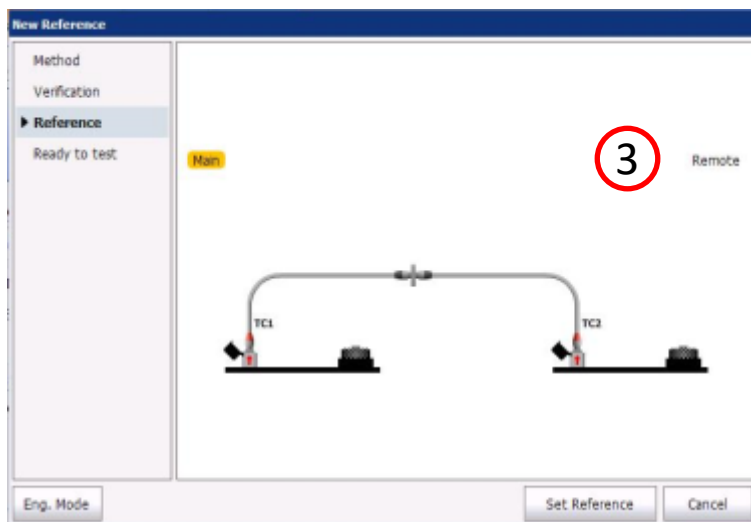 New Reference
Method
Verification
Reference
Ready to test
Main
3
Remote
TC1
TC2
Eng. Mode
Set Reference
Cancel